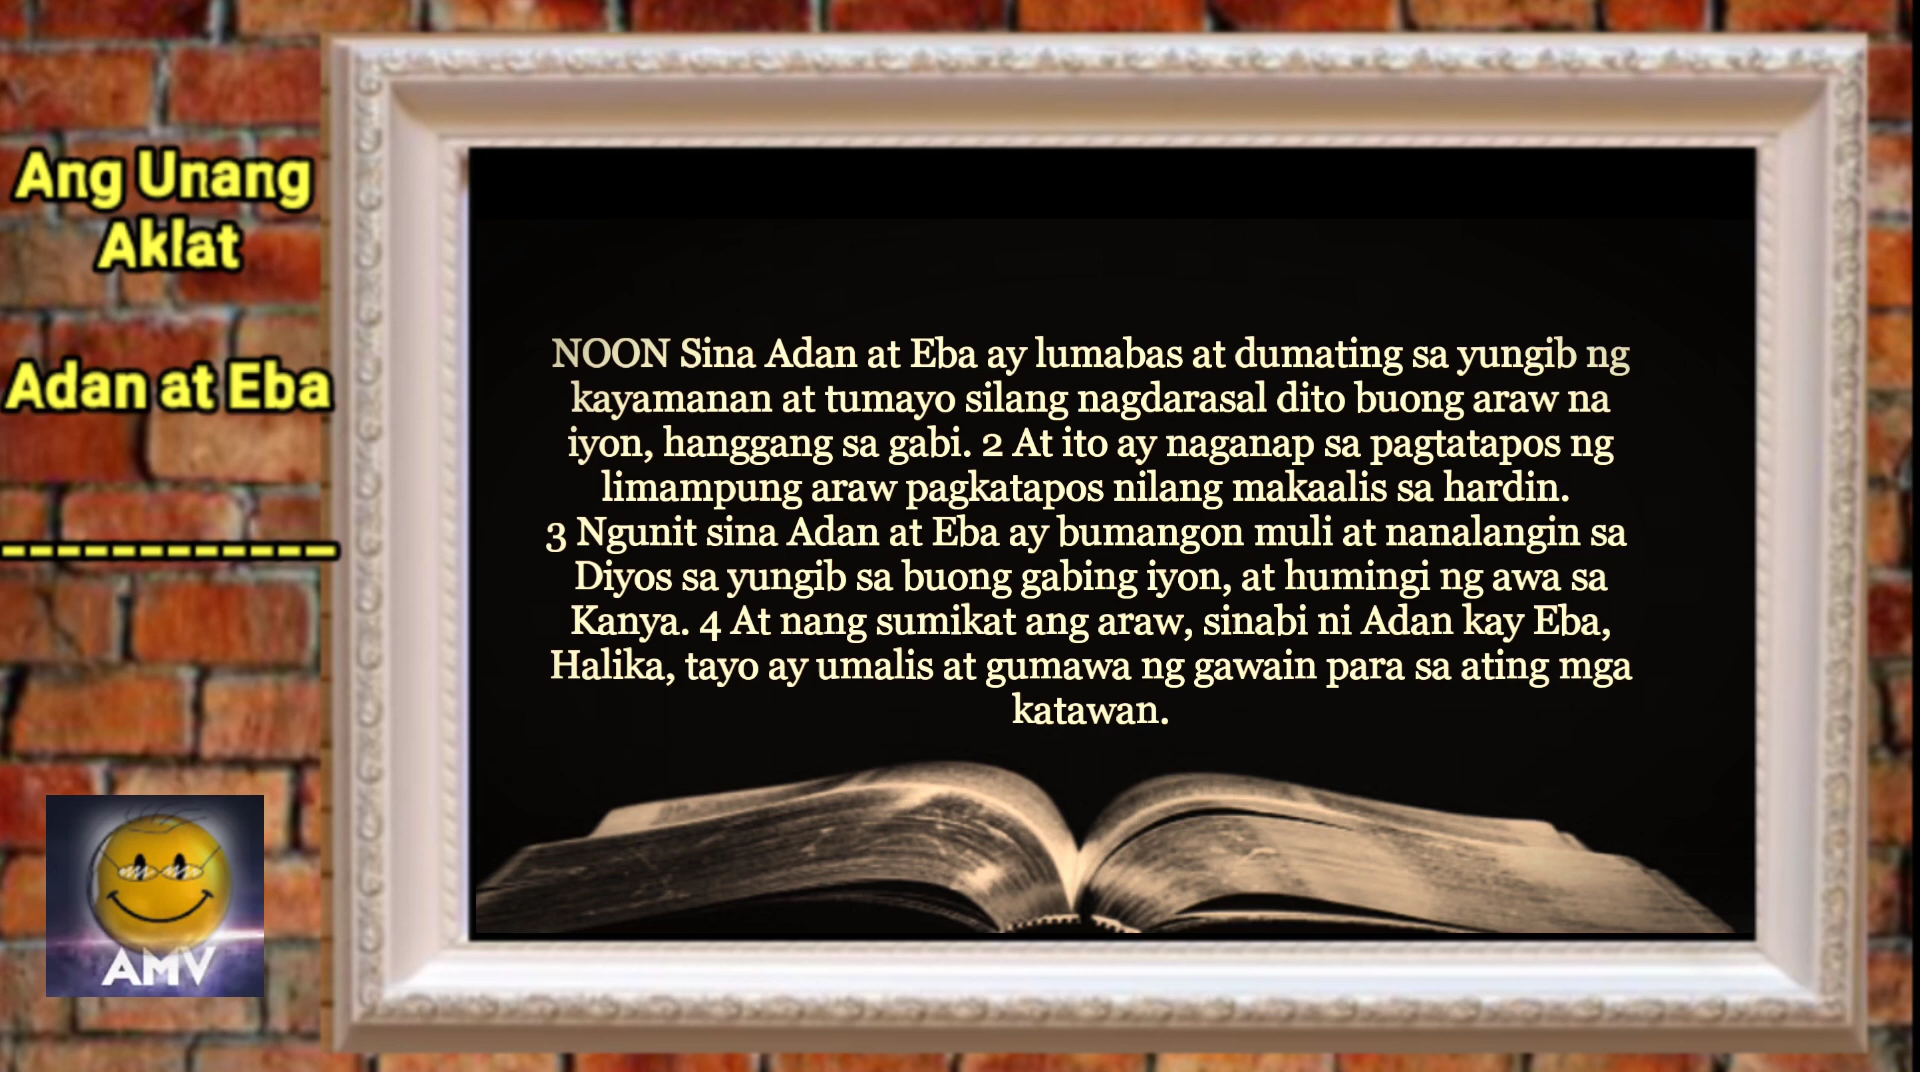 Ang Unang
Aklat
Adan at Eba
NOON Sina Adan at Eba ay lumabas at dumating sa yungib ng
kayamanan at tumayo silang nagdarasal dito buong araw na
iyon, hanggang sa gabi. 2 At ito ay naganap sa pagtatapos ng
limampung araw pagkatapos nilang makaalis sa hardin.
3 Ngunit sina Adan at Eba ay bumangon muli at nanalangin sa
Diyos sa yungib sa buong gabing iyon, at humingi ng awa sa
Kanya. 4 At nang sumikat ang araw, sinabi ni Adan kay Eba,
Halika, tayo ay umalis at gumawa ng gawain para sa ating mga
katawan.
AMV